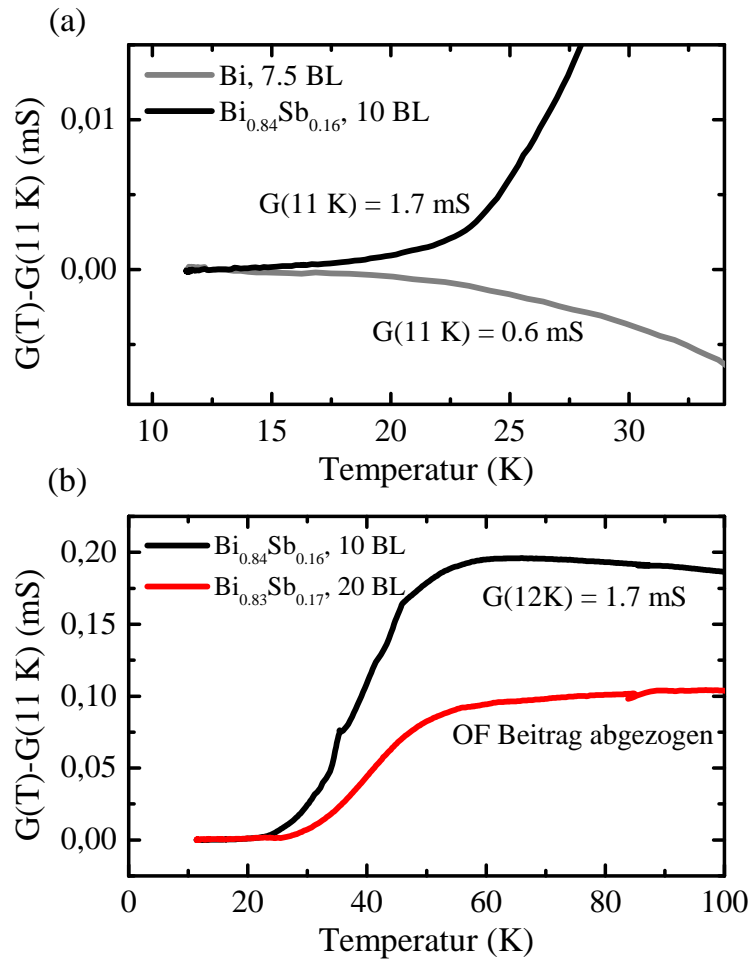 (a)
Bi, 7.5 BL
Bi0.84Sb0.16, 10 BL
0,01
0,00
G(T)-G(11 K) (mS)
G(11 K) = 1.7 mS
G(11 K) = 0.6 mS
10 15 20 25 30
Temperatur (K)
(b)
Bi0.84Sb0.16, 10 BL
Bi0.83Sb0.17, 20 BL
0,20
0,15
0,10
0,05
0,00
G(T)-G(11 K) (mS)
G(12K) = 1.7 mS
OF Beitrag abgezogen
0 20 40 60 80 100
Temperatur (K)